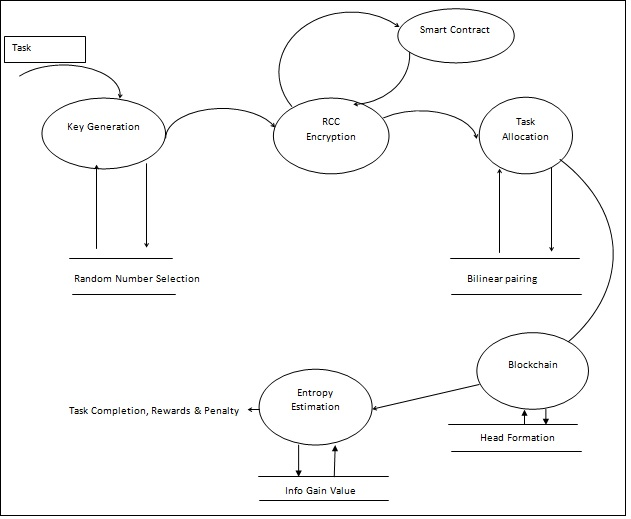 Task
Smart Contract
Key Generation
RCC
Encryption
Task
Allocation
Random Number Selection
Bilinear pairing
Blockchain
Entropy
Estimation
Task Completion, Rewards & Penalty
Head Formation
Info Gain Value